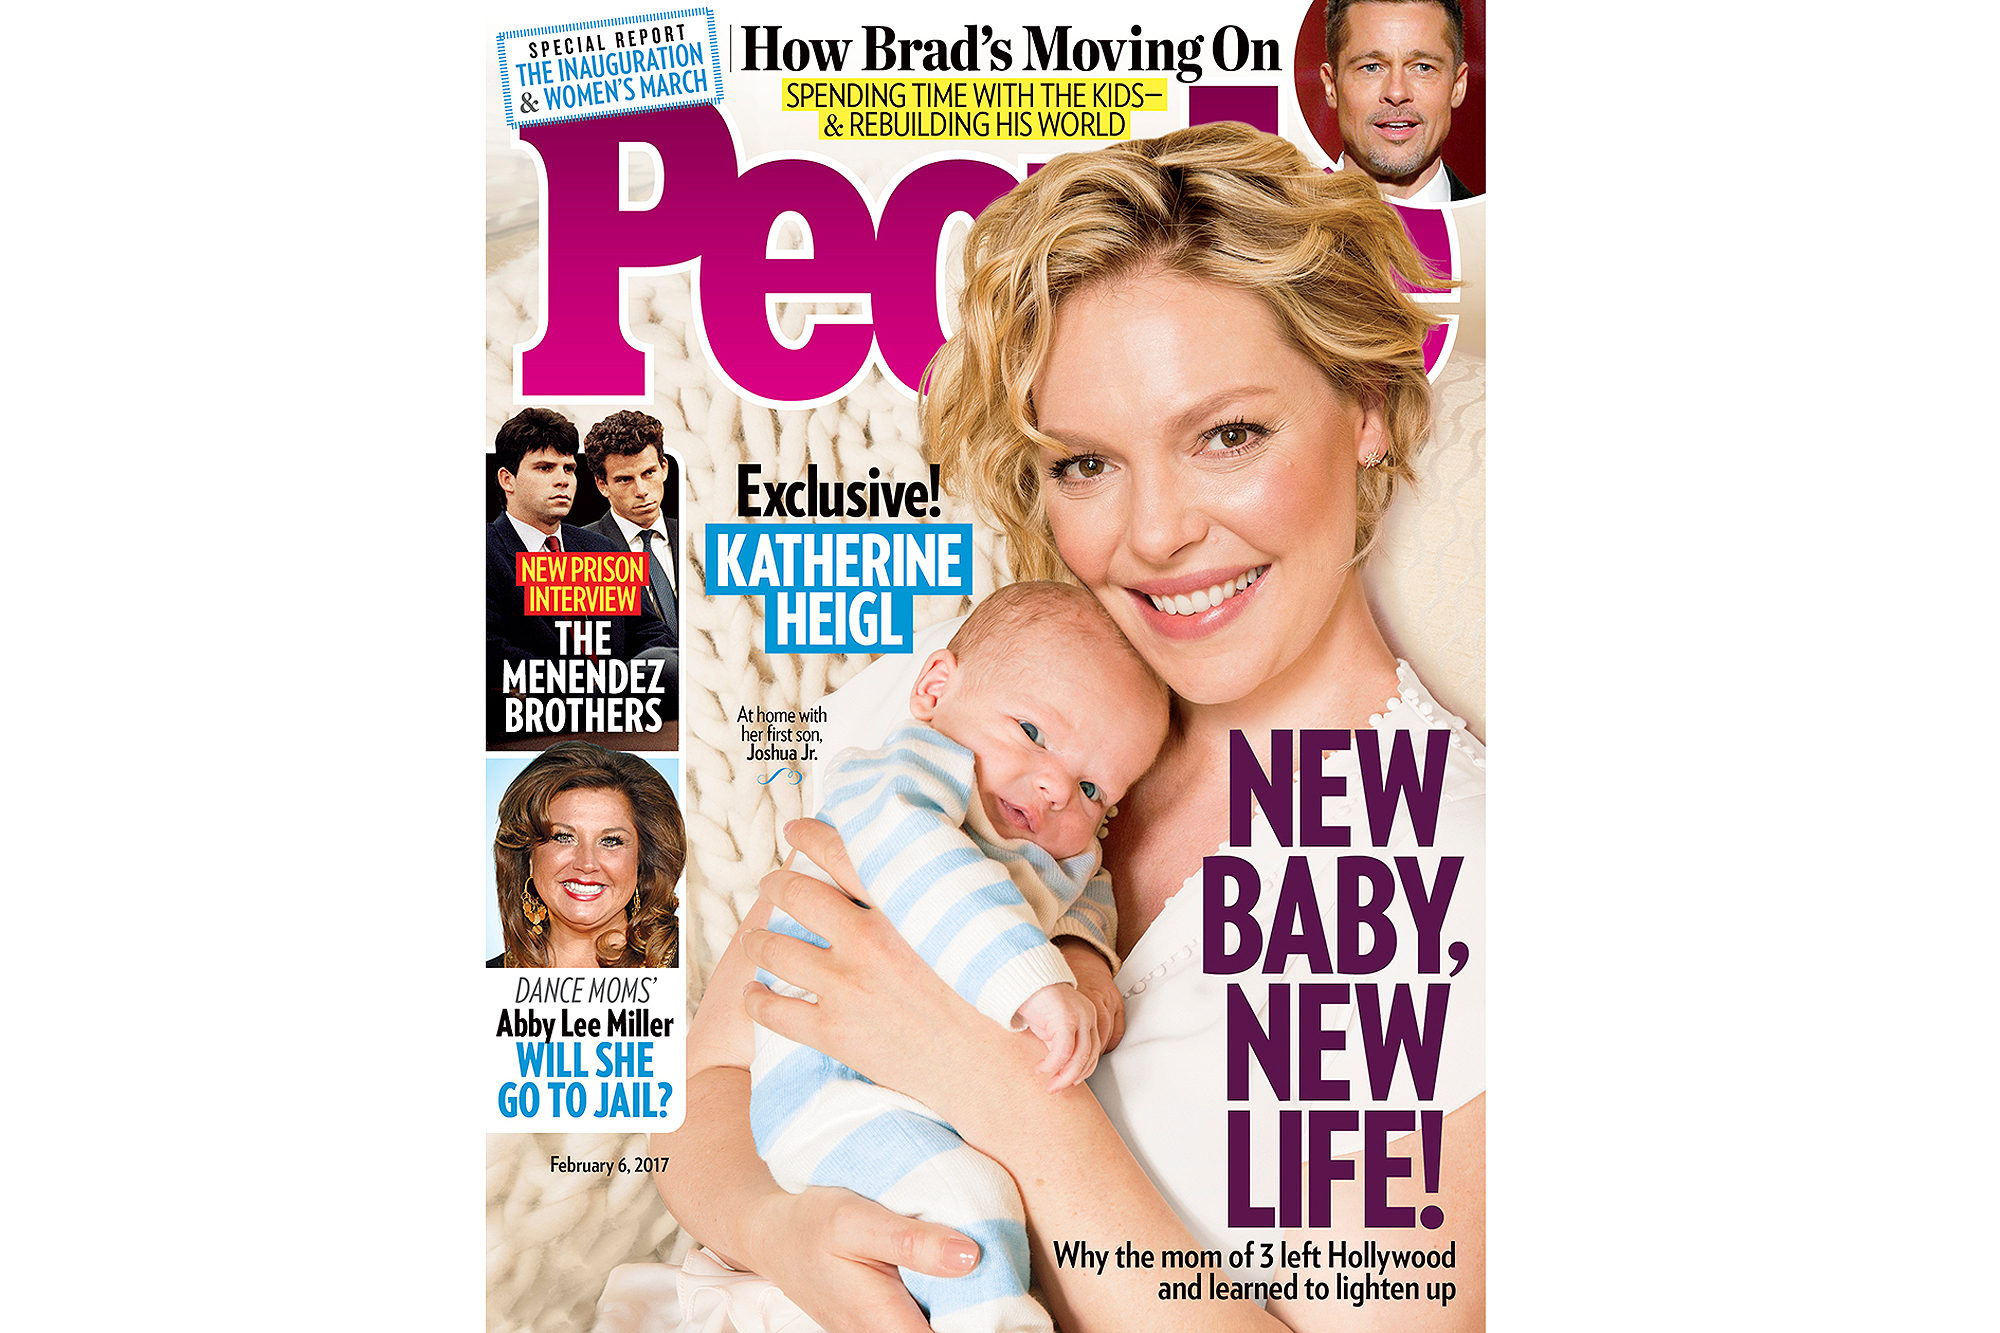 SPECIAL REPORT
THE INAUGURATION
& WOMEN'S MARCH
How Brad's Moving On
SPENDING TIME WITH THE KIDS—
& REBUILDING HIS WORLD
People
NEW PRISON
INTERVIEW
THE
MENENDEZ
BROTHERS
DANCE MOMS'
Abby Lee Miller
WILL SHE
GO TO JAIL?
February 6, 2017
Exclusive!
KATHERINE
HEIGL
At home with
her first son,
Joshua Jr.
NEW
BABY,
NEW
LIFE!
Why the mom of 3 left Hollywood
and learned to lighten up